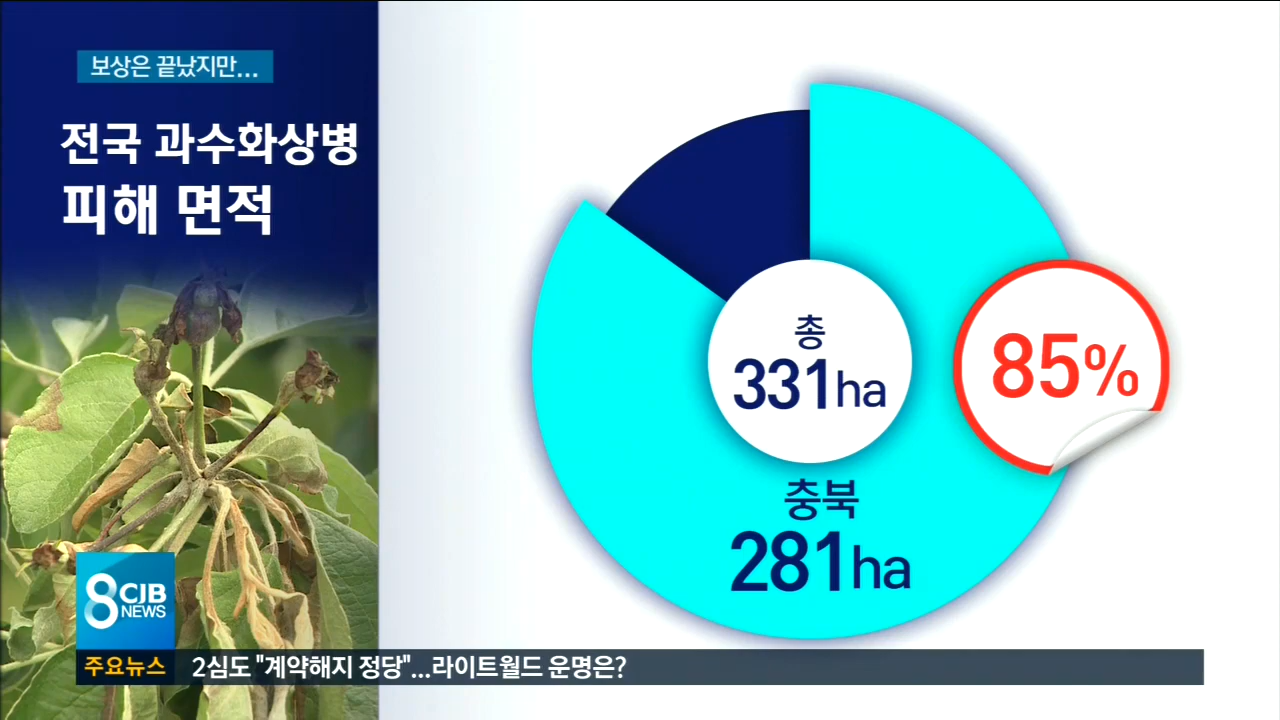 보상은 끝났지만...
전국 과수화상병
피해 면적
총
331ha
85%
충북
281ha
8 CJB
NEWS
주요뉴스 2심도 "계약해지 정당"...라이트월드 운명은?